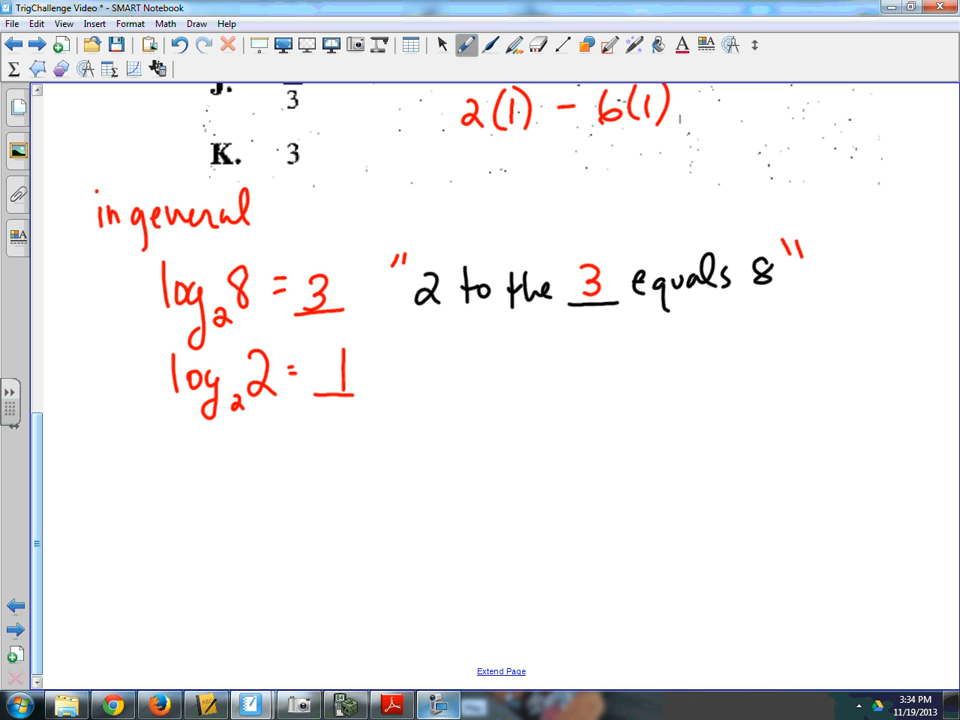 TrigChallenge Video * - SMART Notebook
File Edit View Insert Format Math Draw Help
J.
3
2(1) - 6(1)
K. 3
in general
log₂8 = 3 "2 to the 3 equals 8"
log₂2 = 1
Extend Page
3:34 PM
11/19/2013